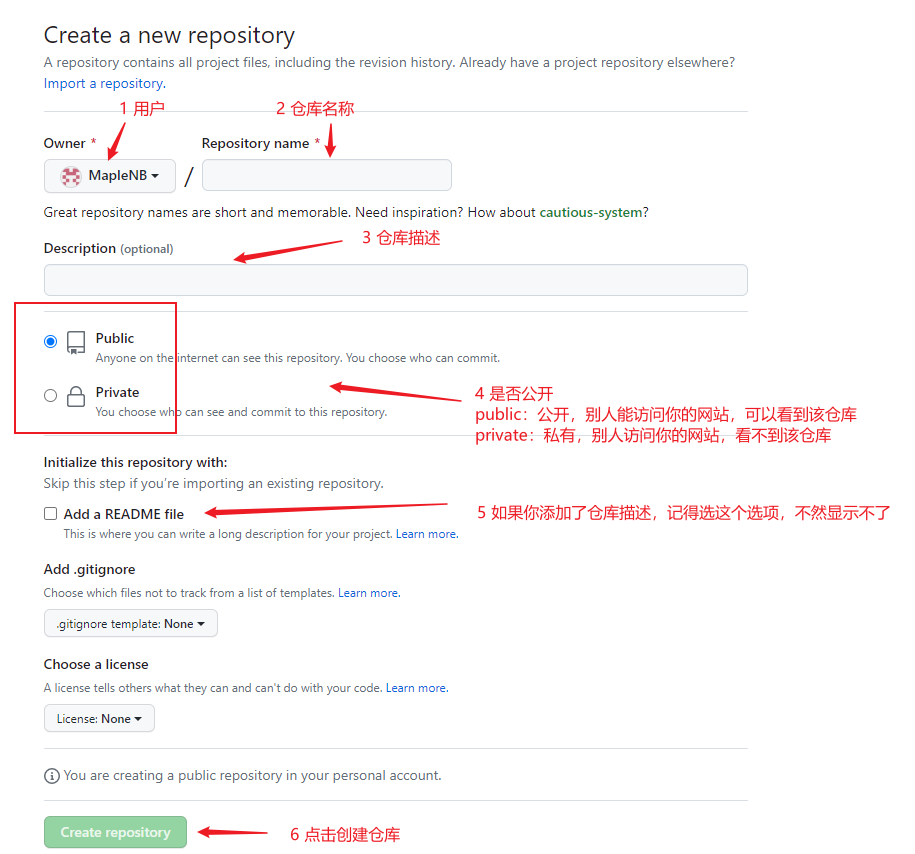 Create a new repository
A repository contains all project files, including the revision history. Already have a project repository elsewhere?
Import a repository.
1 用户
2 仓库名称
Owner *
Repository name *
MapleNB
/
Great repository names are short and memorable. Need inspiration? How about cautious-system?
3 仓库描述
Description (optional)
Public
Anyone on the internet can see this repository. You choose who can commit.
Private
You choose who can see and commit to this repository.
4 是否公开
public：公开，别人能访问你的网站，可以看到该仓库
private：私有，别人访问你的网站，看不到该仓库
Initialize this repository with:
Skip this step if you're importing an existing repository.
Add a README file
5 如果你添加了仓库描述，记得选这个选项，不然显示不了
This is where you can write a long description for your project. Learn more.
Add .gitignore
Choose which files not to track from a list of templates. Learn more.
.gitignore template: None
Choose a license
A license tells others what they can and can't do with your code. Learn more.
License: None
You are creating a public repository in your personal account.
Create repository
6 点击创建仓库